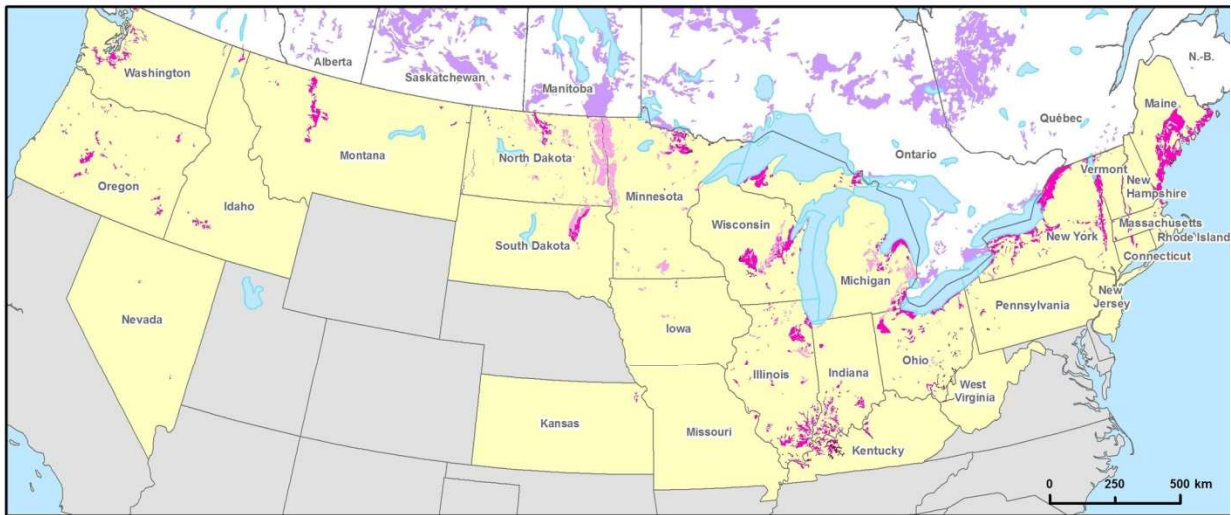 Washington
Alberta
Saskatchewan
Manitoba
Ontario
Québec
N.-B.
Maine
Montana
North Dakota
Minnesota
Vermont
New
Hampshire
Oregon
Idaho
South Dakota
Wisconsin
Michigan
New York
Massachusetts
Rhode Island
Connecticut
Nevada
Iowa
Illinois
Indiana
Ohio
Pennsylvania
New
Jersey
West
Virginia
Kansas
Missouri
Kentucky
0 250 500 km